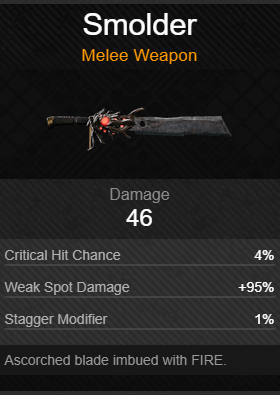 Smolder
Melee Weapon
Damage
46
Critical Hit Chance 4%
Weak Spot Damage +95%
Stagger Modifier 1%
Ascorched blade imbued with FIRE.